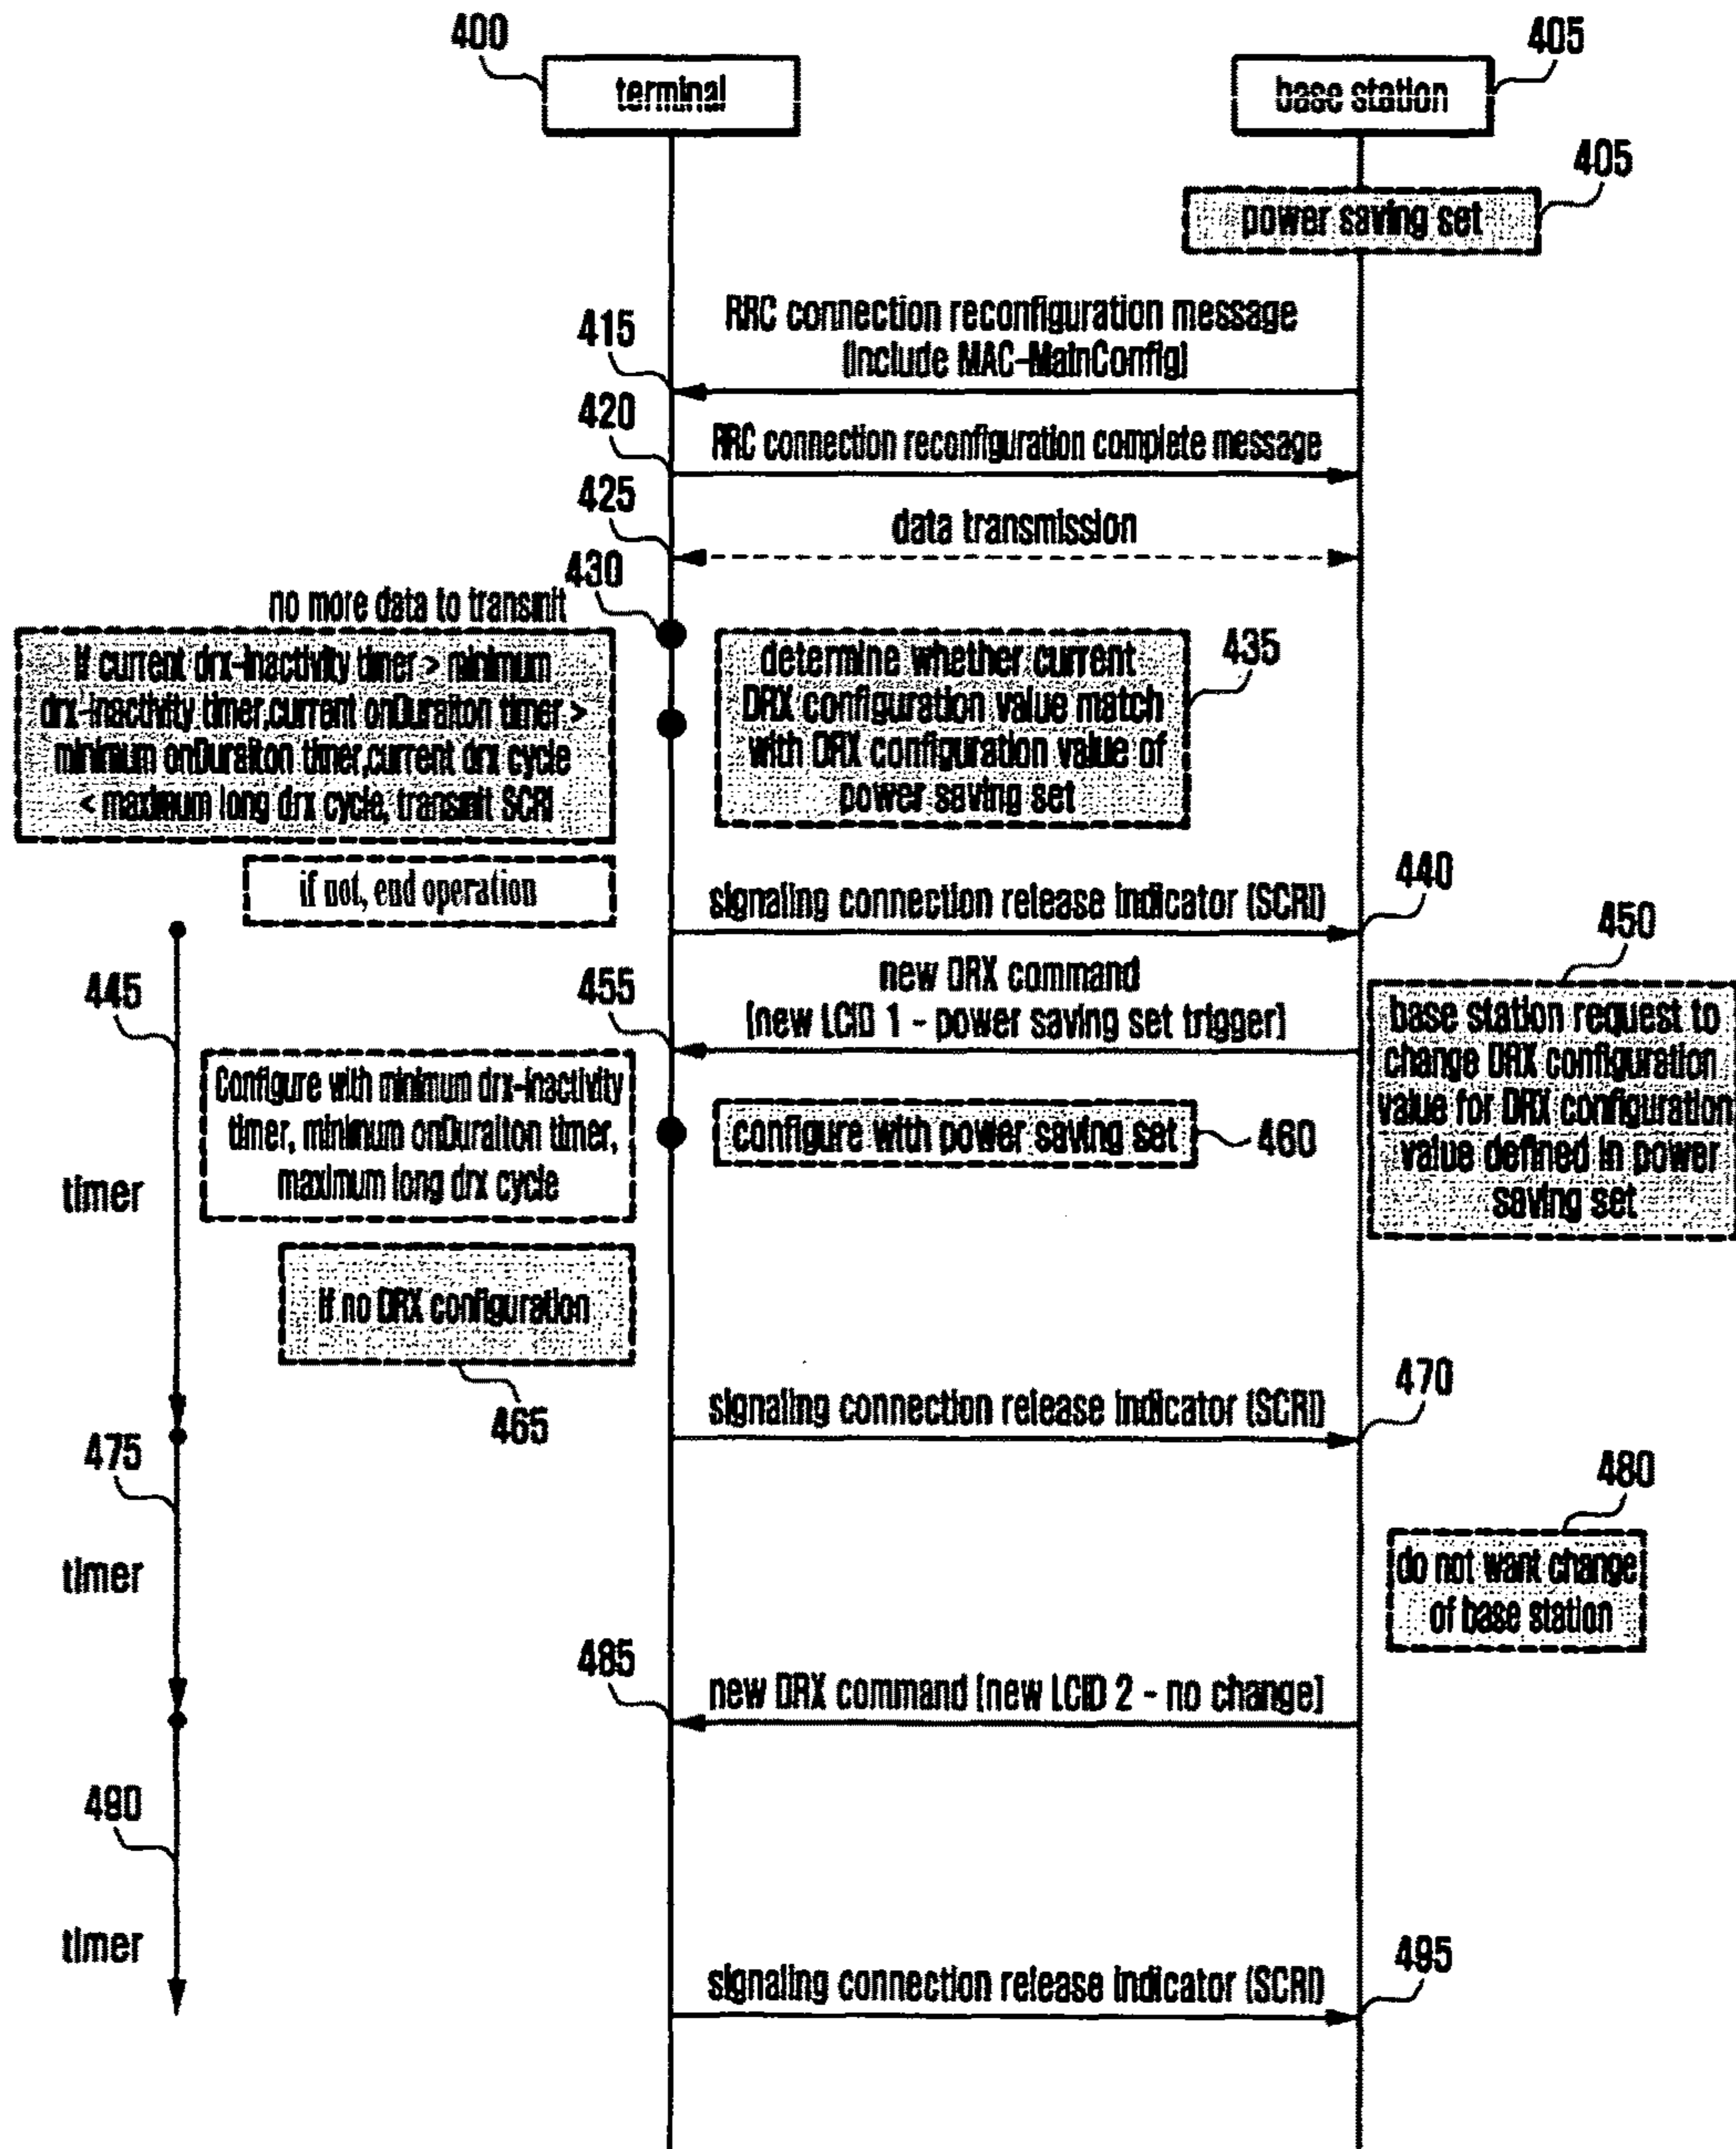 400
405
terminal
base station
405
power saving set
RRC connection reconfiguration message
(include MAC-MainConfig)
415
420
RRC connection reconfiguration complete message
425
data transmission
430
no more data to transmit
If current drx-inactivity timer > minimum
drx-inactivity timer,current onDuraiton timer >
minimum onDuraiton timer,current drx cycle
< maximum long drx cycle, transmit SCRI
determine whether current
DRX configuration value match
with DRX configuration value of
power saving set
435
if not, end operation
signaling connection release indicator (SCRI)
440
450
445
455
new DRX command
[new LCID 1 - power saving set trigger]
base station request to
change DRX configuration
value for DRX configuration
value defined in power
saving set
Configure with minimum drx-inactivity
timer, minimum onDuraiton timer,
maximum long drx cycle
configure with power saving set
460
timer
If no DRX configuration
465
signaling connection release indicator (SCRI)
470
475
480
timer
do not want change
of base station
485
new DRX command [new LCID 2 - no change]
490
timer
signaling connection release indicator (SCRI)
495